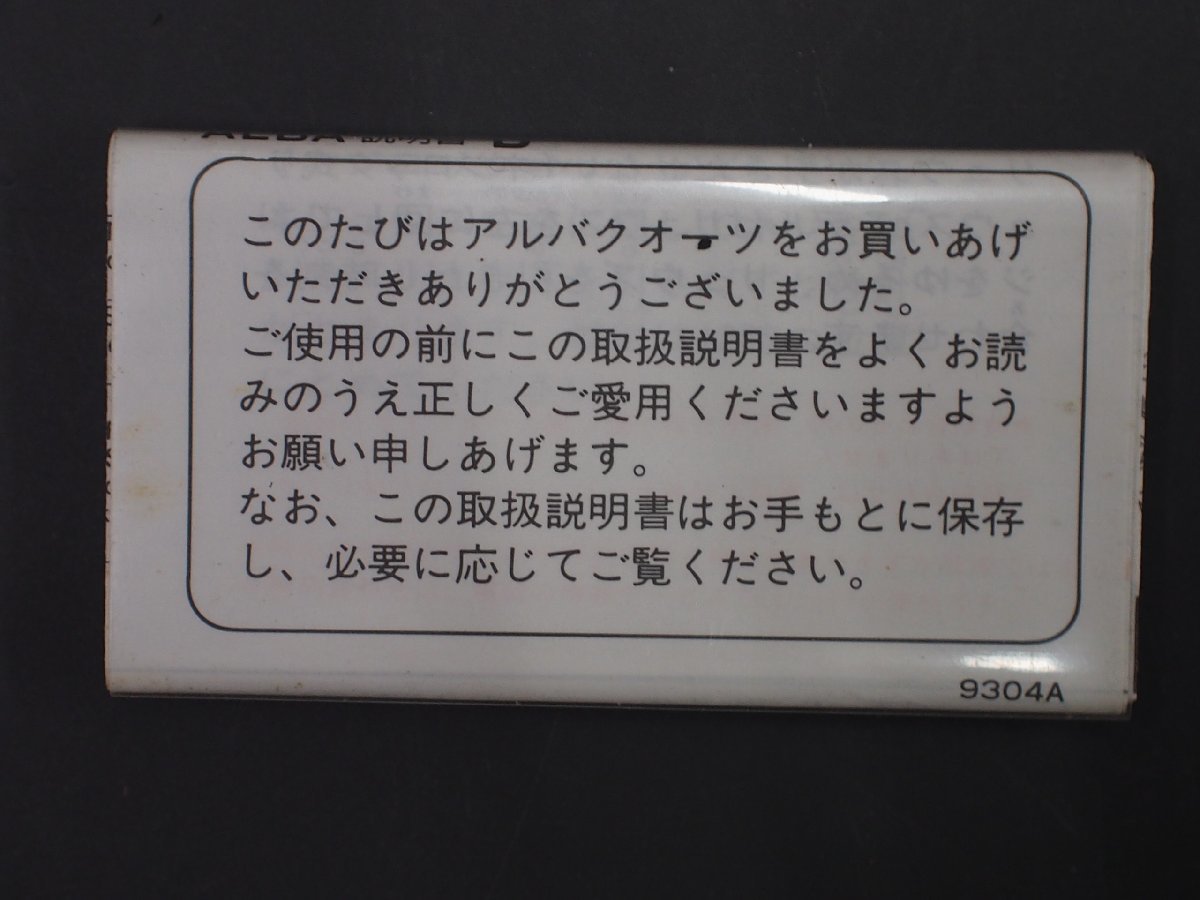 ALBA 説明書 B
このたびはアルバクオーツをお買いあげ
いただきありがとうございました。
ご使用の前にこの取扱説明書をよくお読
みのうえ正しくご愛用くださいますよう
お願い申しあげます。
なお、この取扱説明書はお手もとに保存
し、必要に応じてご覧ください。
9304A